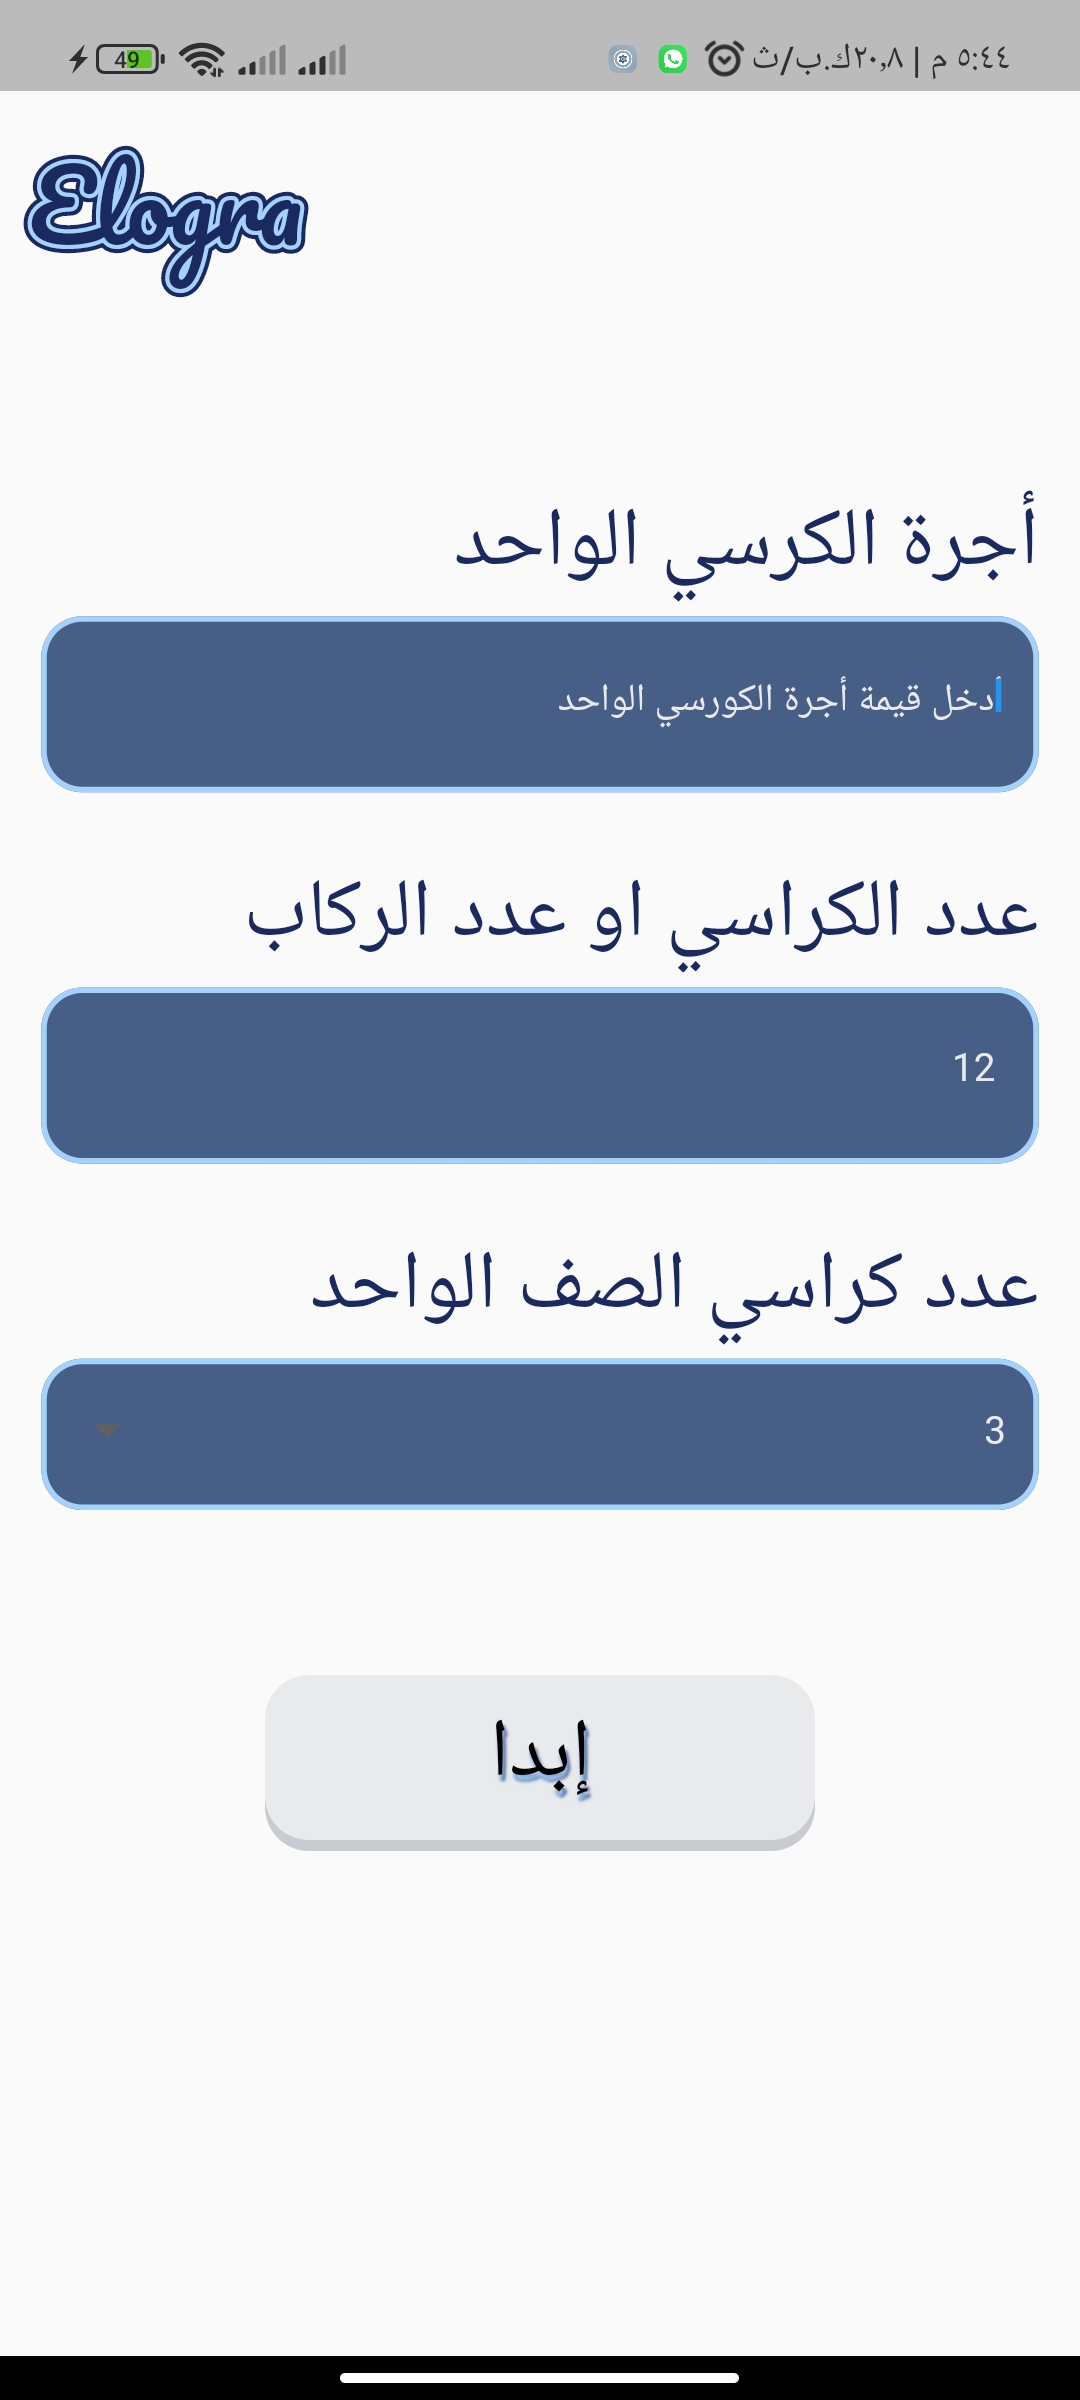 ٥:٤٤ م | ٢٠,٨ك.ب/ث
49
Elogra
أجرة الكرسي الواحد
أدخل قيمة أجرة الكورسي الواحد
عدد الكراسي او عدد الركاب
12
عدد كراسي الصف الواحد
3
إبدا